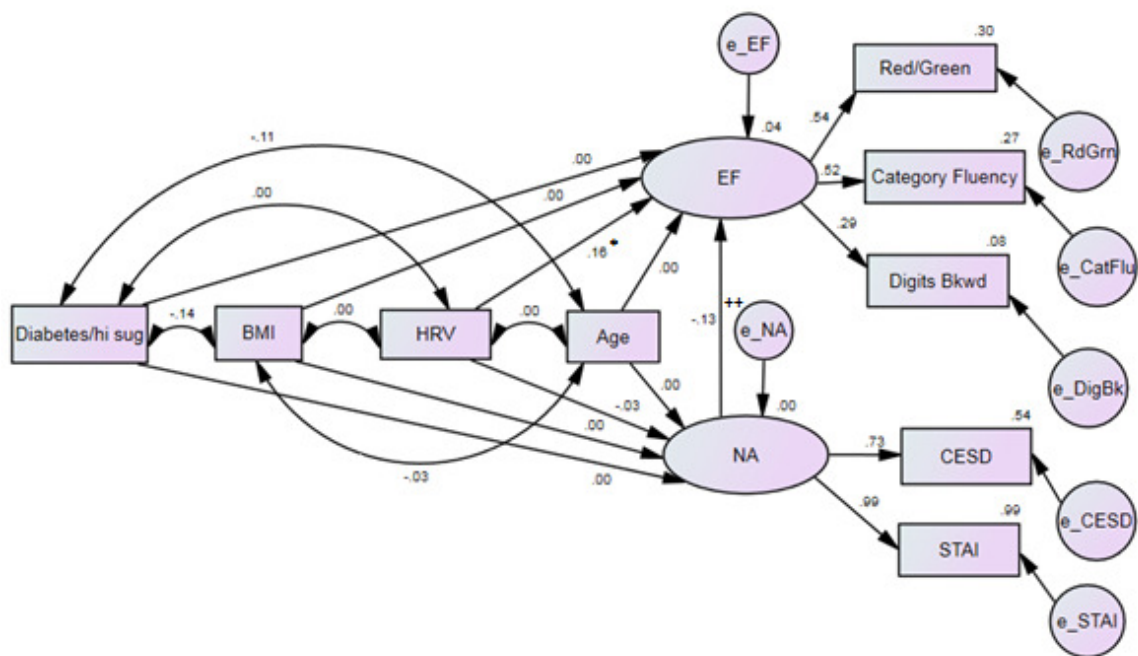 e_EF
.30
Red/Green
.04
.54
-.11
.00
.00
EF
.52
.27
Category Fluency
e_RdGrn
.00
.16*
.00
.29
.08
Digits Bkwd
e_CatFlu
Diabetes/hi sug
-.14
BMI
.00
HRV
.00
Age
-.13
++
e_NA
.00
-.03
.00
e_DigBk
-.03
.00
.00
NA
.73
.54
CESD
e_CESD
.99
.99
STAI
e_STAI